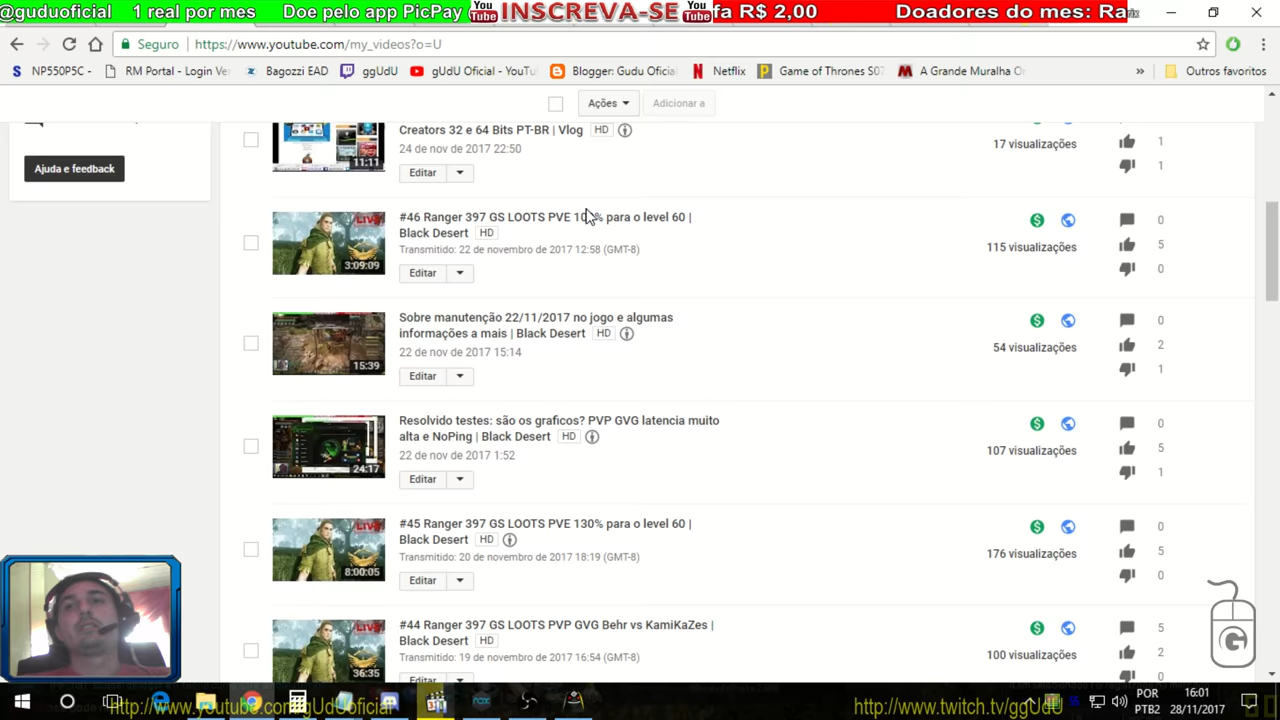 @guduoficial 1 real por mes Doe pelo app PicPay You Tube INSCREVA-SE You Tube fa R$ 2,00 Doadores do mes: Ra
Seguro https://www.youtube.com/my_videos?o=U
NP550P5C - RM Portal - Login Ve Bagozzi EAD ggUdU gUdU Oficial - YouTu Blogger: Gudu Oficia Netflix Game of Thrones S07 A Grande Muralha Or » Outros favoritos
Ações Adicionar a
Creators 32 e 64 Bits PT-BR | Vlog HD
24 de nov de 2017 22:50
11:11
Editar
17 visualizações
1
1
Ajuda e feedback
#46 Ranger 397 GS LOOTS PVE % para o level 60 |
Black Desert HD
Transmitido: 22 de novembro de 2017 12:58 (GMT-8)
LIVE
3:09:09
Editar
115 visualizações
0
5
0
Sobre manutenção 22/11/2017 no jogo e algumas
informações a mais | Black Desert HD
22 de nov de 2017 15:14
15:39
Editar
54 visualizações
0
2
1
Resolvido testes: são os graficos? PVP GVG latencia muito
alta e NoPing | Black Desert HD
22 de nov de 2017 1:52
24:17
Editar
107 visualizações
0
5
1
#45 Ranger 397 GS LOOTS PVE 130% para o level 60 |
Black Desert HD
Transmitido: 20 de novembro de 2017 18:19 (GMT-8)
LIVE
8:00:05
Editar
176 visualizações
0
5
0
#44 Ranger 397 GS LOOTS PVP GVG Behr vs KamiKaZes |
Black Desert HD
Transmitido: 19 de novembro de 2017 16:54 (GMT-8)
LIVE
36:35
Editar
100 visualizações
5
2
0
G
http://www.youtube.com/gUdUoficial
http://www.twitch.tv/ggUdU
nox
POR
PTB2
16:01
28/11/2017